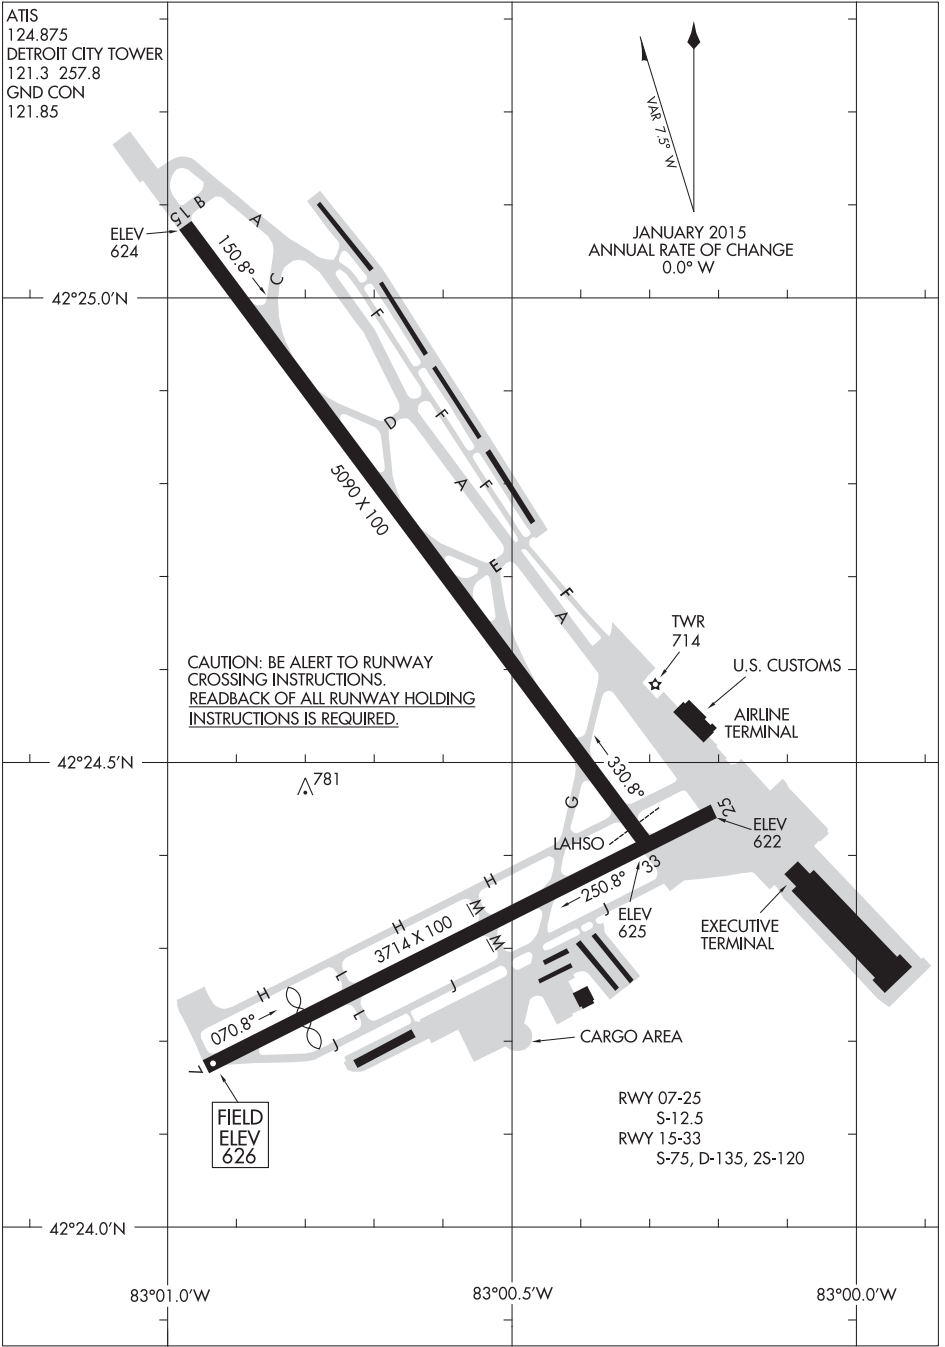 ATIS
124.875
DETROIT CITY TOWER
121.3 257.8
GND CON
121.85
VAR 7.5° W
JANUARY 2015
ANNUAL RATE OF CHANGE
0.0° W
15
B
A
ELEV
624
150.8°
C
42°25.0'N
F
D
F
A
F
5090 X 100
E
F
A
TWR
714
CAUTION: BE ALERT TO RUNWAY
CROSSING INSTRUCTIONS.
READBACK OF ALL RUNWAY HOLDING
INSTRUCTIONS IS REQUIRED.
U.S. CUSTOMS
AIRLINE
TERMINAL
42°24.5'N
781
330.8°
G
25
ELEV
622
LAHSO
33
250.8°
H
H
M
M
J
ELEV
625
EXECUTIVE
TERMINAL
3714 X 100
L
L
H
J
J
070.8°
7
CARGO AREA
FIELD
ELEV
626
RWY 07-25
S-12.5
RWY 15-33
S-75, D-135, 2S-120
42°24.0'N
83°01.0'W
83°00.5'W
83°00.0'W